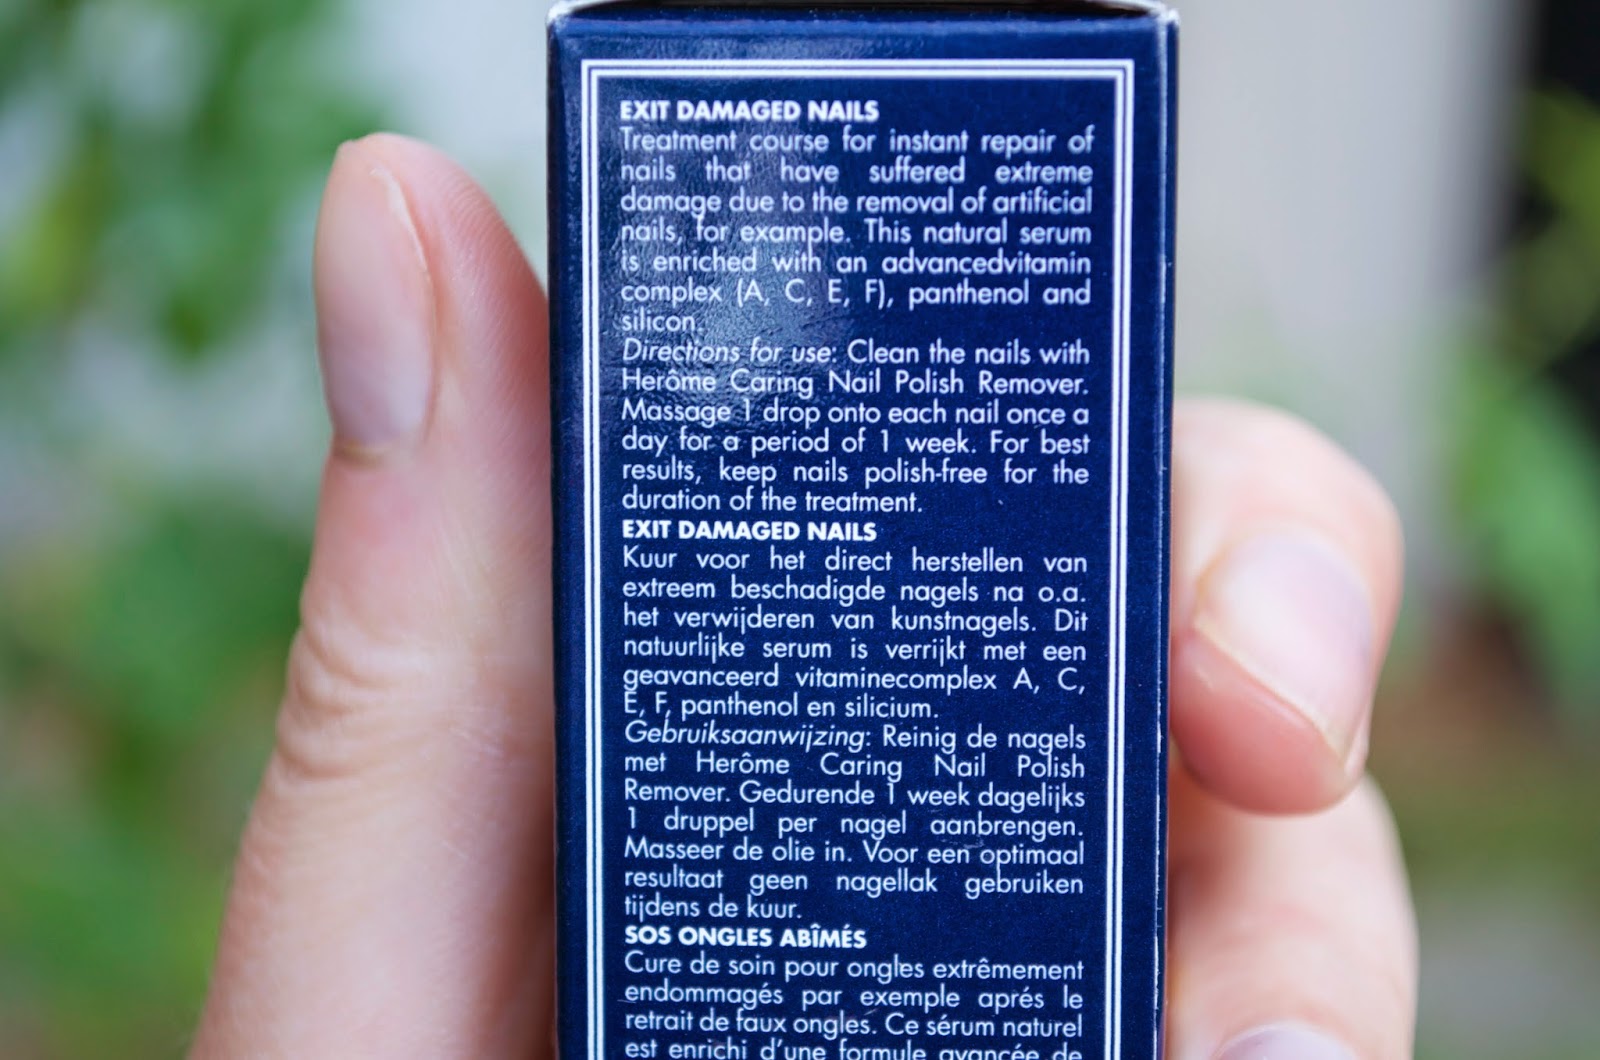 EXIT DAMAGED NAILS
Treatment course for instant repair of
nails that have suffered extreme
damage due to the removal of artificial
nails, for example. This natural serum
is enriched with an advancedvitamin
complex (A, C, E, F), panthenol and
silicon.
Directions for use: Clean the nails with
Herôme Caring Nail Polish Remover.
Massage 1 drop onto each nail once a
day for a period of 1 week. For best
results, keep nails polish-free for the
duration of the treatment.
EXIT DAMAGED NAILS
Kuur voor het direct herstellen van
extreem beschadigde nagels na o.a.
het verwijderen van kunstnagels. Dit
natuurlijke serum is verrijkt met een
geavanceerd vitaminecomplex A, C,
E, F, panthenol en silicium.
Gebruiksaanwijzing: Reinig de nagels
met Herôme Caring Nail Polish
Remover. Gedurende 1 week dagelijks
1 druppel per nagel aanbrengen.
Masseer de olie in. Voor een optimaal
resultaat geen nagellak gebruiken
tijdens de kuur.
SOS ONGLES ABÎMÉS
Cure de soin pour ongles extrêmement
endommagés par exemple aprés le
retrait de faux ongles. Ce sérum naturel
est enrichi d'une formule avancée de